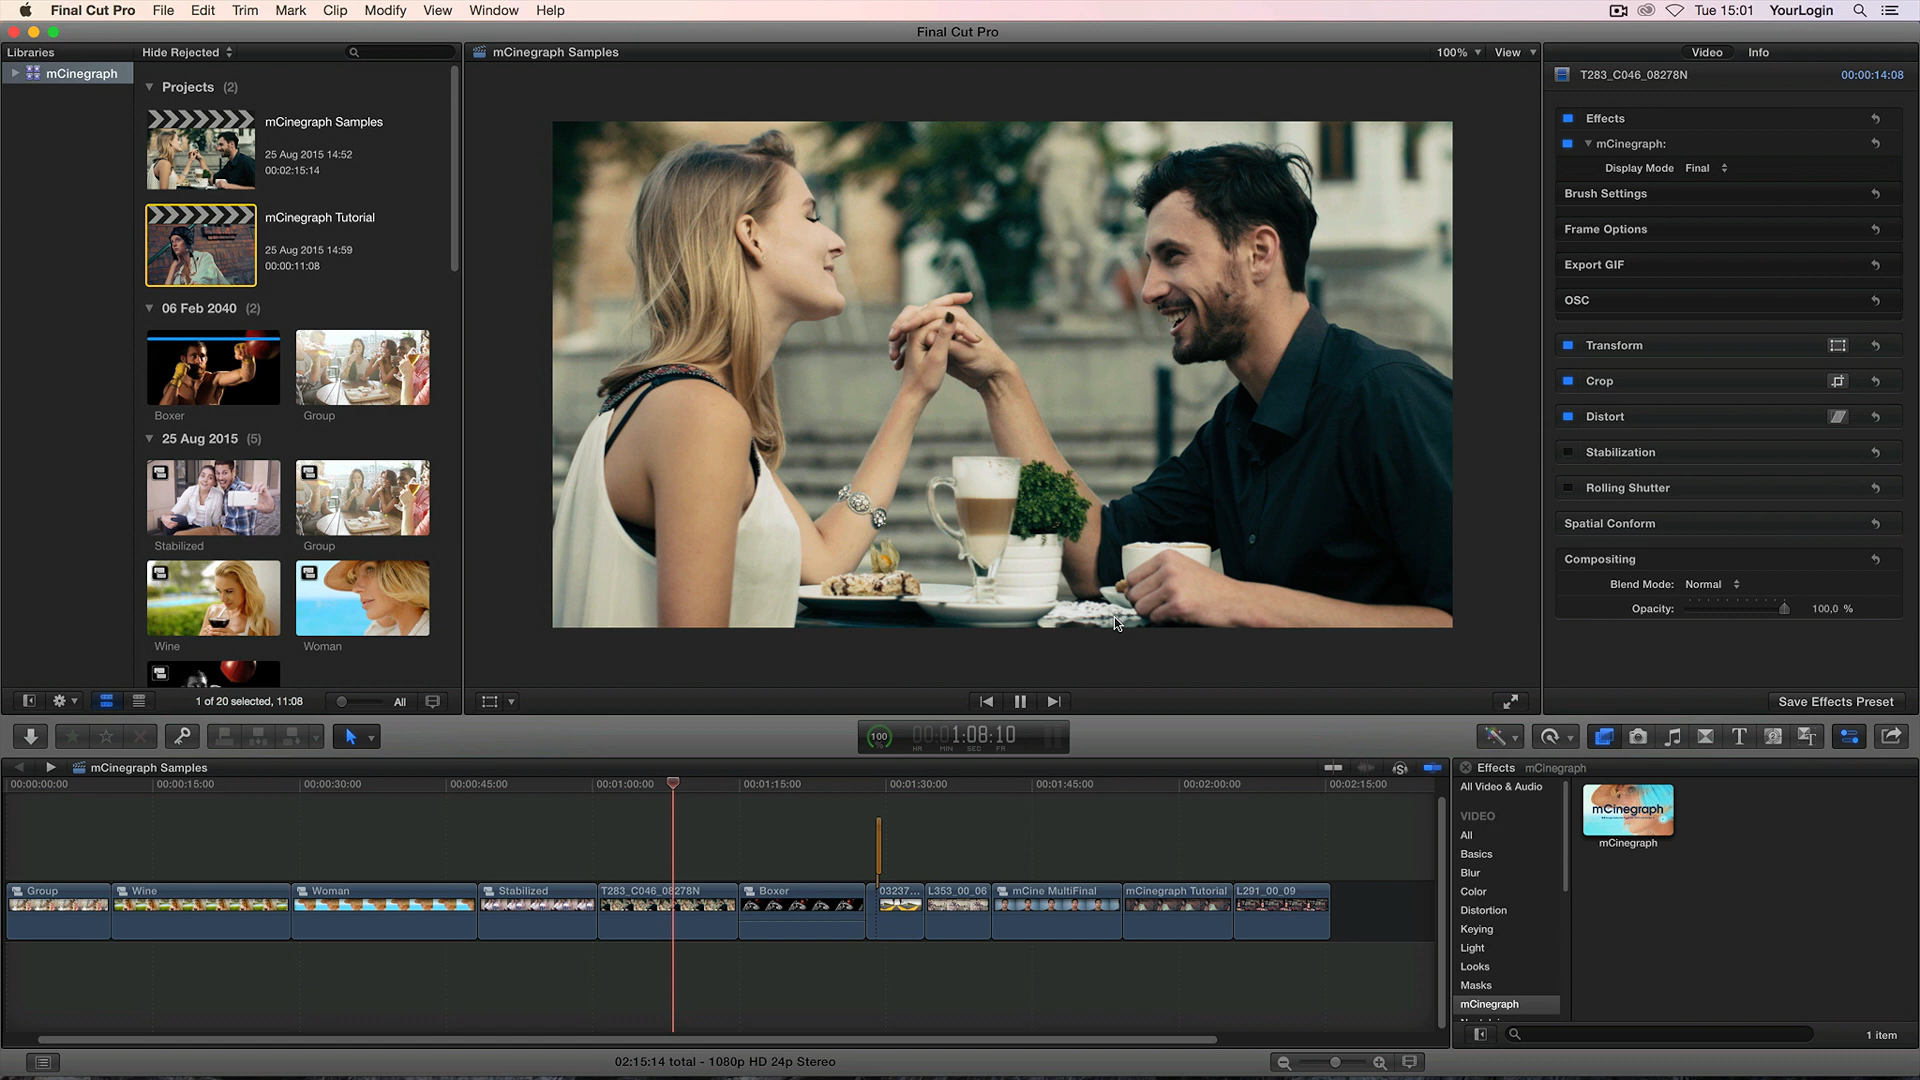 Final Cut Pro File Edit Trim Mark Clip Modify View Window Help Tue 15:01 YourLogin
Final Cut Pro
Libraries Hide Rejected
mCinegraph
Projects (2)
mCinegraph Samples
25 Aug 2015 14:52
00:02:15:14
mCinegraph Tutorial
25 Aug 2015 14:59
00:00:11:08
06 Feb 2040 (2)
Boxer Group
25 Aug 2015 (5)
Stabilized Group
Wine Woman
1 of 20 selected, 11:08 All
mCinegraph Samples 100% View
Video Info
T283_C046_08278N 00:00:14:08
Effects
mCinegraph:
Display Mode Final
Brush Settings
Frame Options
Export GIF
OSC
Transform
Crop
Distort
Stabilization
Rolling Shutter
Spatial Conform
Compositing
Blend Mode: Normal
Opacity: 100,0 %
Save Effects Preset
100 % 00:01:08:10
HR MIN SEC FR
mCinegraph Samples
00:00:00:00 00:00:15:00 00:00:30:00 00:00:45:00 00:01:00:00 00:01:15:00 00:01:30:00 00:01:45:00 00:02:00:00 00:02:15:00
Group Wine Woman Stabilized T283_C046_08278N Boxer 03237... L353_00_06 mCine MultiFinal mCinegraph Tutorial L291_00_09
Effects mCinegraph
All Video & Audio
VIDEO
All
Basics
Blur
Color
Distortion
Keying
Light
Looks
Masks
mCinegraph
mCinegraph
mCinegraph
1 item
02:15:14 total - 1080p HD 24p Stereo